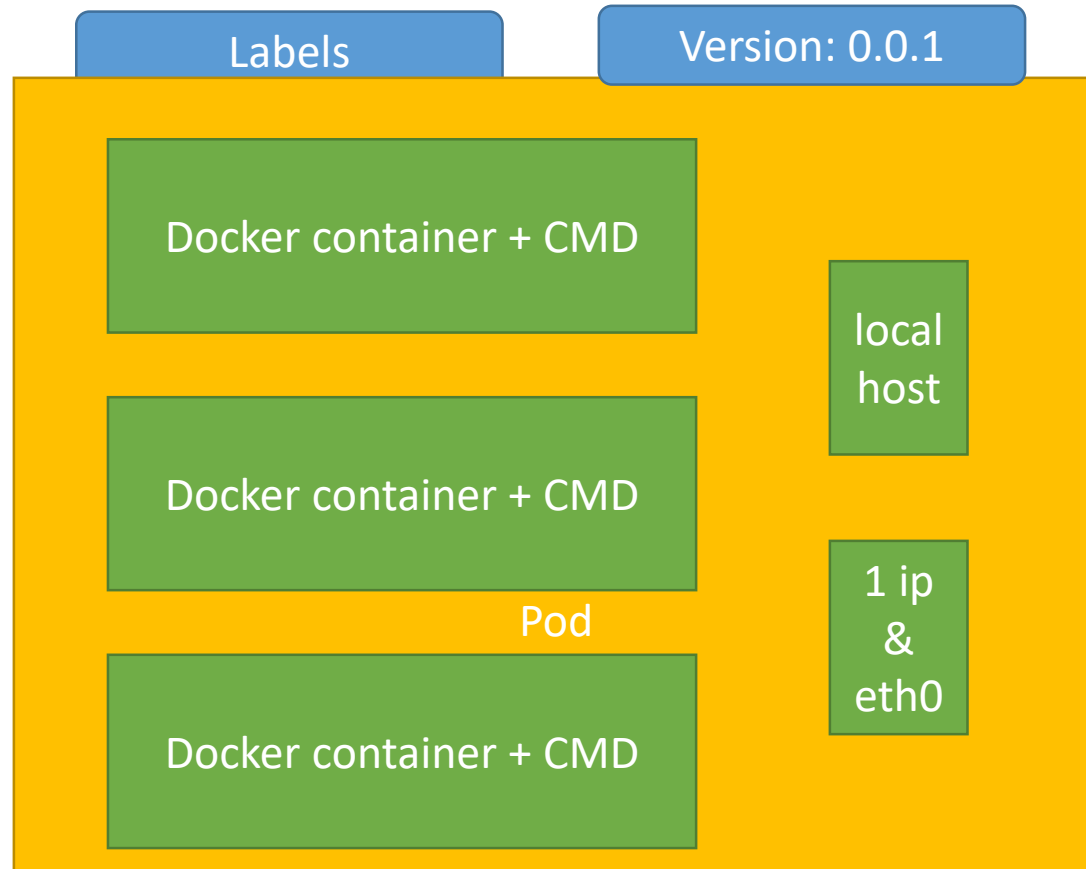 Labels
Version: 0.0.1
Docker container + CMD
local
host
Docker container + CMD
1 ip
&
eth0
Pod
Docker container + CMD